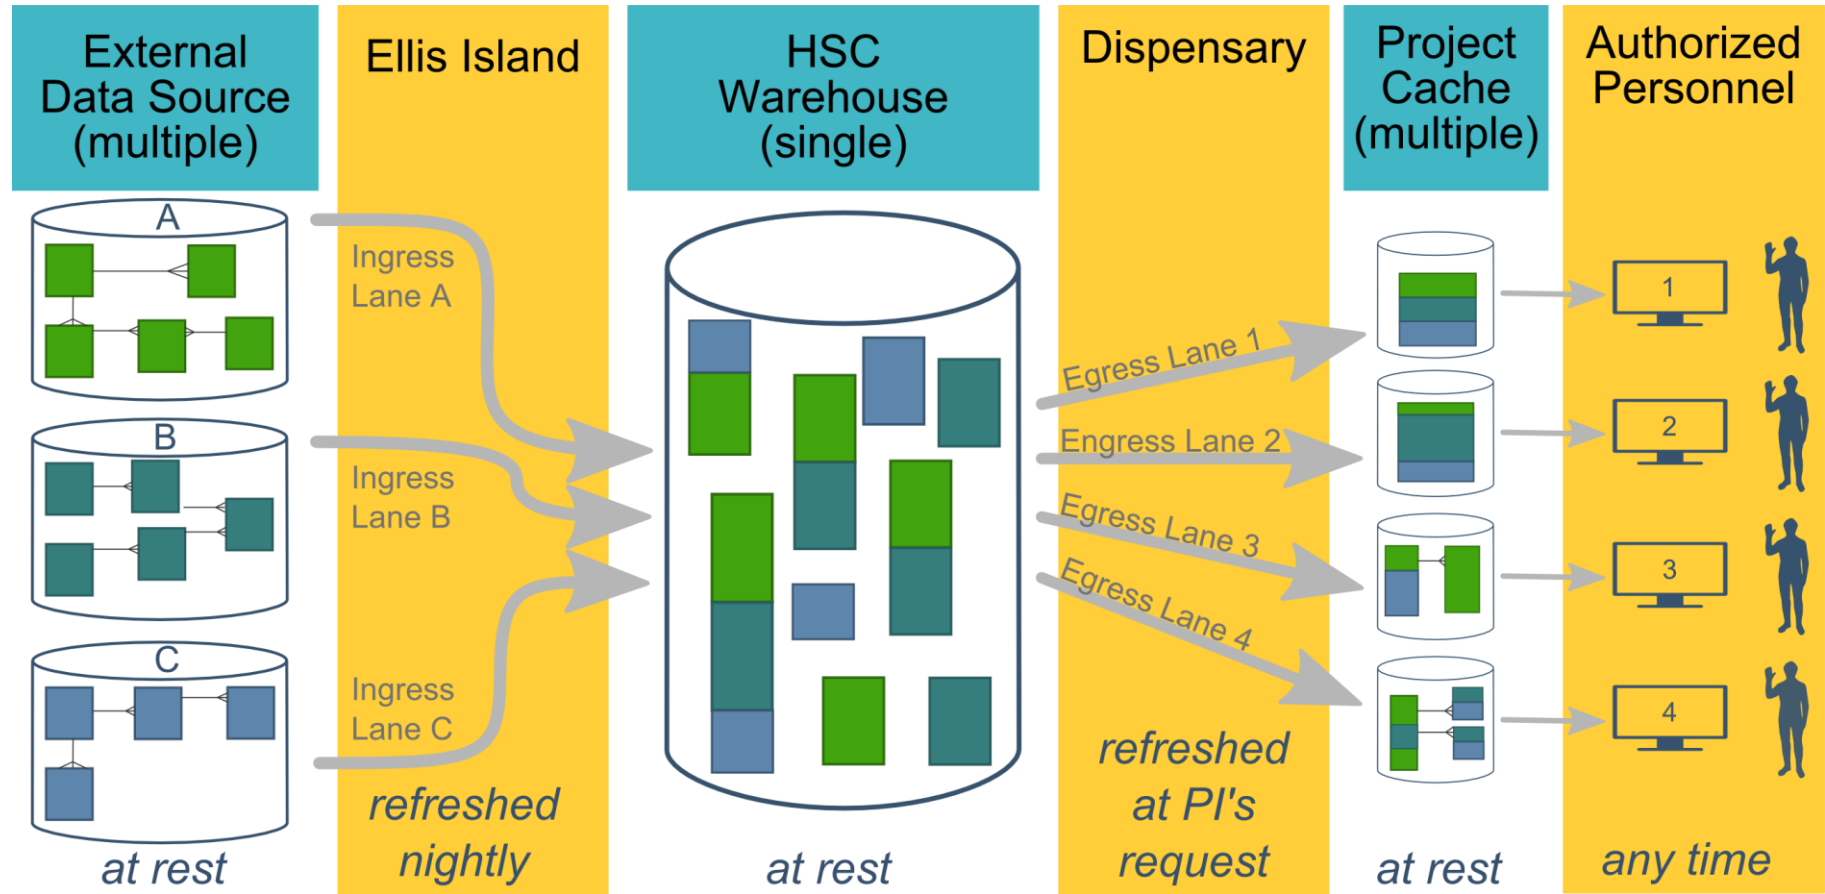 External
Data Source
(multiple)
Ellis Island
HSC
Warehouse
(single)
Dispensary
Project
Cache
(multiple)
Authorized
Personnel
A
Ingress
Lane A
B
Ingress
Lane B
C
Ingress
Lane C
Egress Lane 1
Engress Lane 2
Egress Lane 3
Egress Lane 4
1
2
3
4
at rest
refreshed
nightly
at rest
refreshed
at PI's
request
at rest
any time